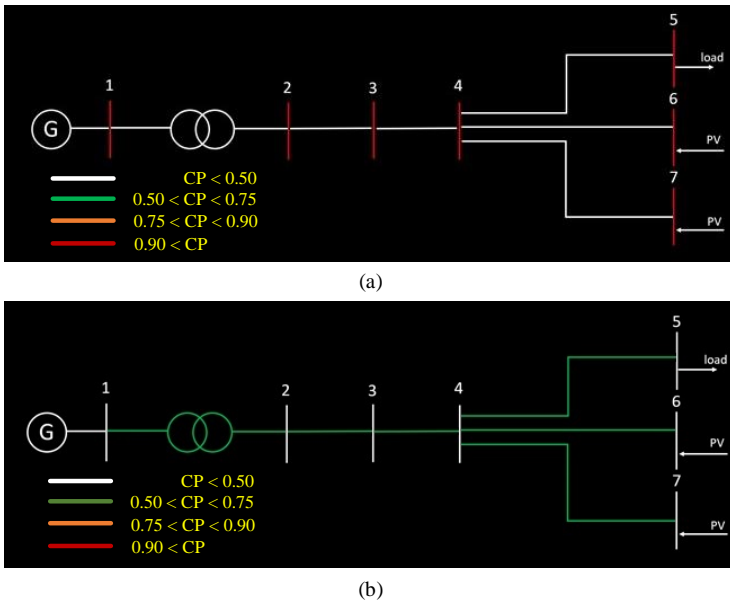 5
load
1
2
3
4
6
G
PV
CP < 0.50
7
0.50 < CP < 0.75
0.75 < CP < 0.90
PV
0.90 < CP
(a)
5
load
1
2
3
4
6
G
PV
CP < 0.50
7
0.50 < CP < 0.75
0.75 < CP < 0.90
PV
0.90 < CP
(b)